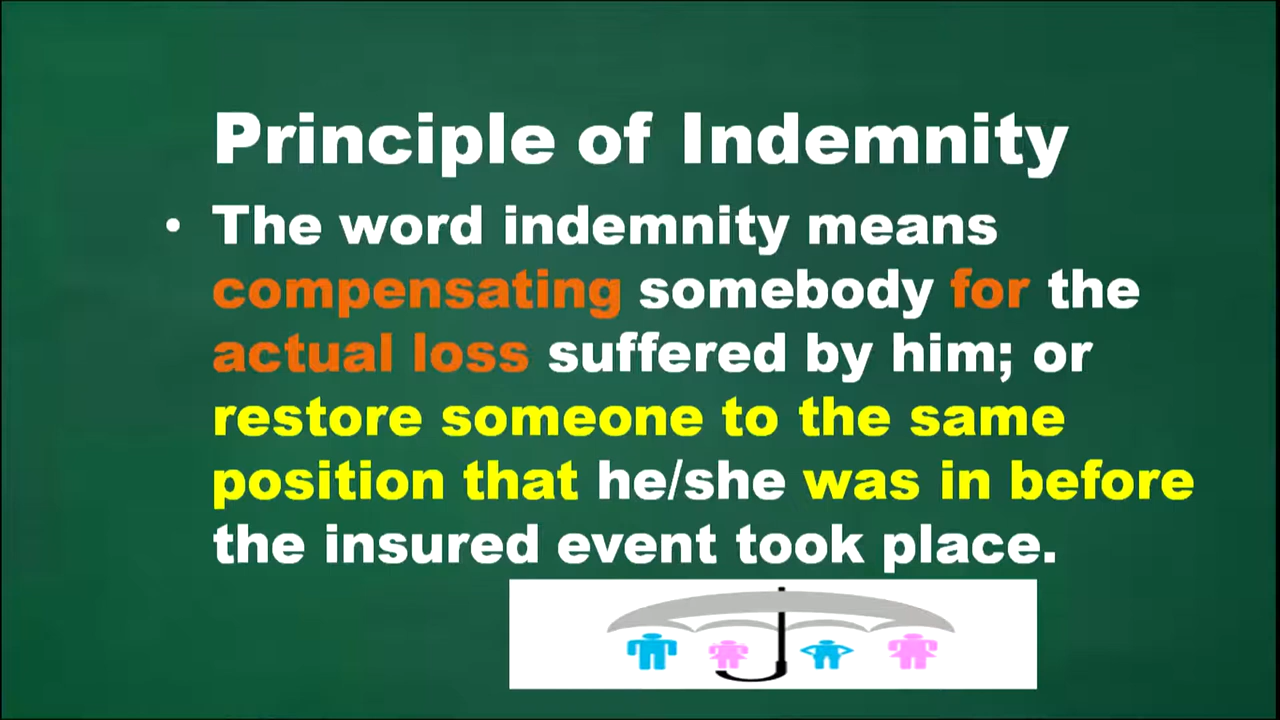 Principle of Indemnity
• The word indemnity means
compensating somebody for the
actual loss suffered by him; or
restore someone to the same
position that he/she was in before
the insured event took place.